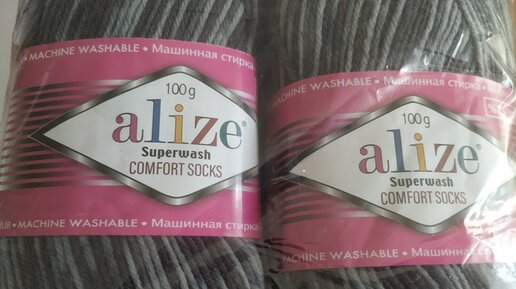 MACHINE WASHABLE • Машинная стирка
100g
alize®
Superwash
COMFORT SOCKS
MACHINE WASHABLE • Машинная стирка
MACHINE WASHABLE • Машинная стирка
100g
alize®
Superwash
COMFORT SOCKS
MACHINE WASHABLE • Машинная